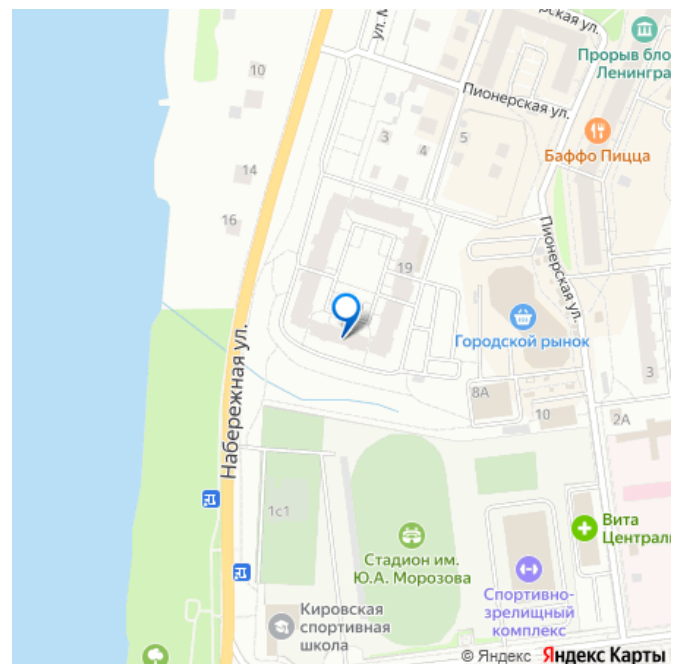 ская ул.
ул. М
Прорыв бло
Ленингра
10
Пионерская ул.
3
4
5
Баффо Пицца
14
16
19
Пионерская ул.
Городской рынок
Набережная ул.
8А
10
3
2А
1с1
Стадион им.
Ю.А. Морозова
Вита
Централь
Спортивно-
зрелищный
комплекс
Кировская
спортивная
школа
© Яндекс Яндекс Карты